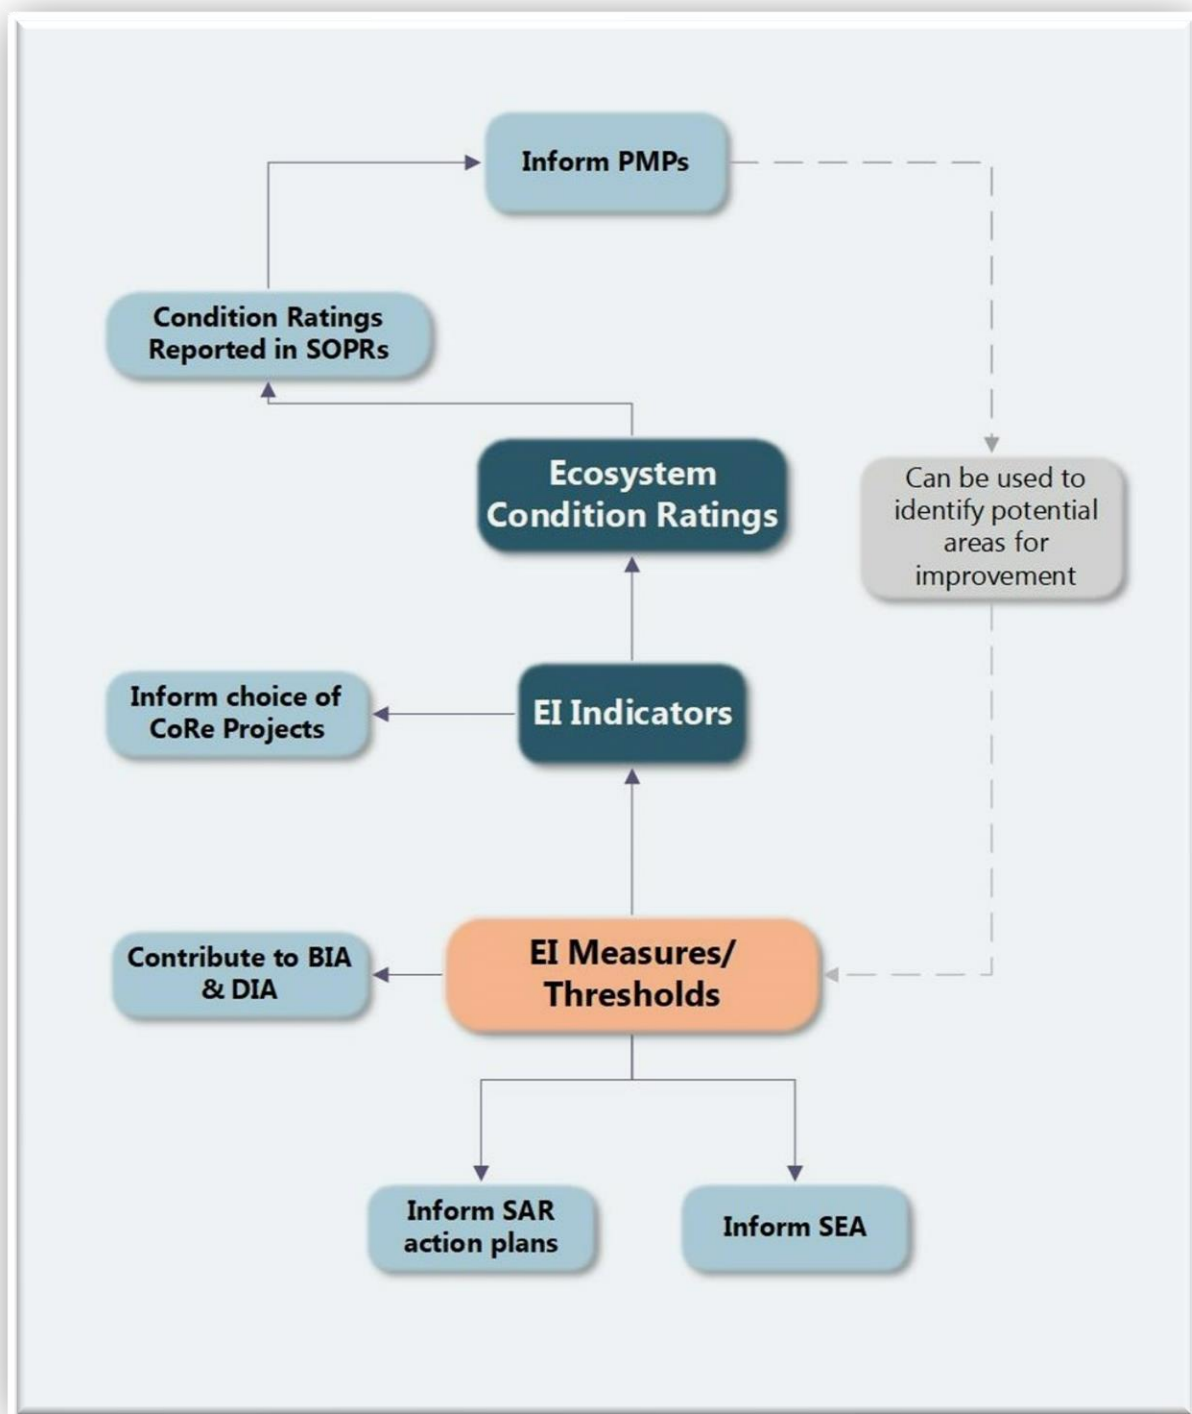 Inform PMPs
Condition Ratings
Reported in SOPRs
Ecosystem
Condition Ratings
Can be used to
identify potential
areas for
improvement
Inform choice of
CoRe Projects
EI Indicators
Contribute to BIA
& DIA
EI Measures/
Thresholds
Inform SAR
action plans
Inform SEA